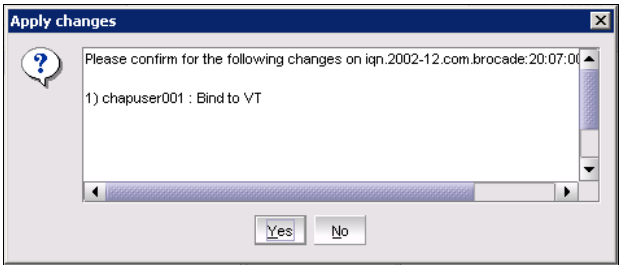 Apply changes
Please confirm for the following changes on iqn.2002-12.com.brocade:20:07:00
1) chapuser001 : Bind to VT
Yes No